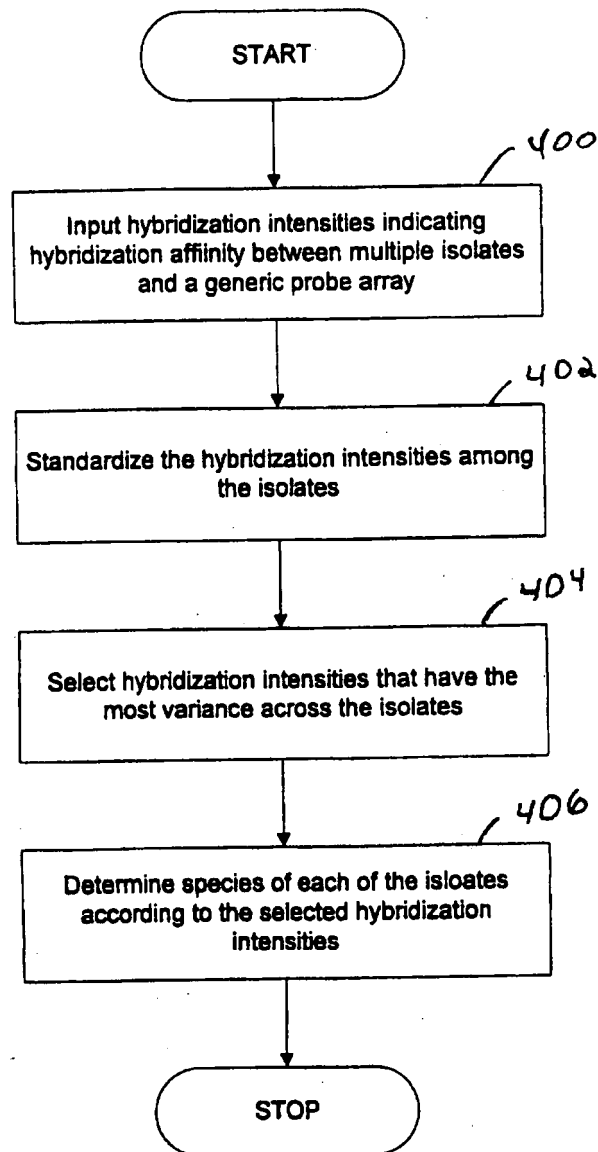 START
400
Input hybridization intensities indicating
hybridization affiinity between multiple isolates
and a generic probe array
402
Standardize the hybridization intensities among
the isolates
404
Select hybridization intensities that have the
most variance across the isolates
406
Determine species of each of the isloates
according to the selected hybridization
intensities
STOP